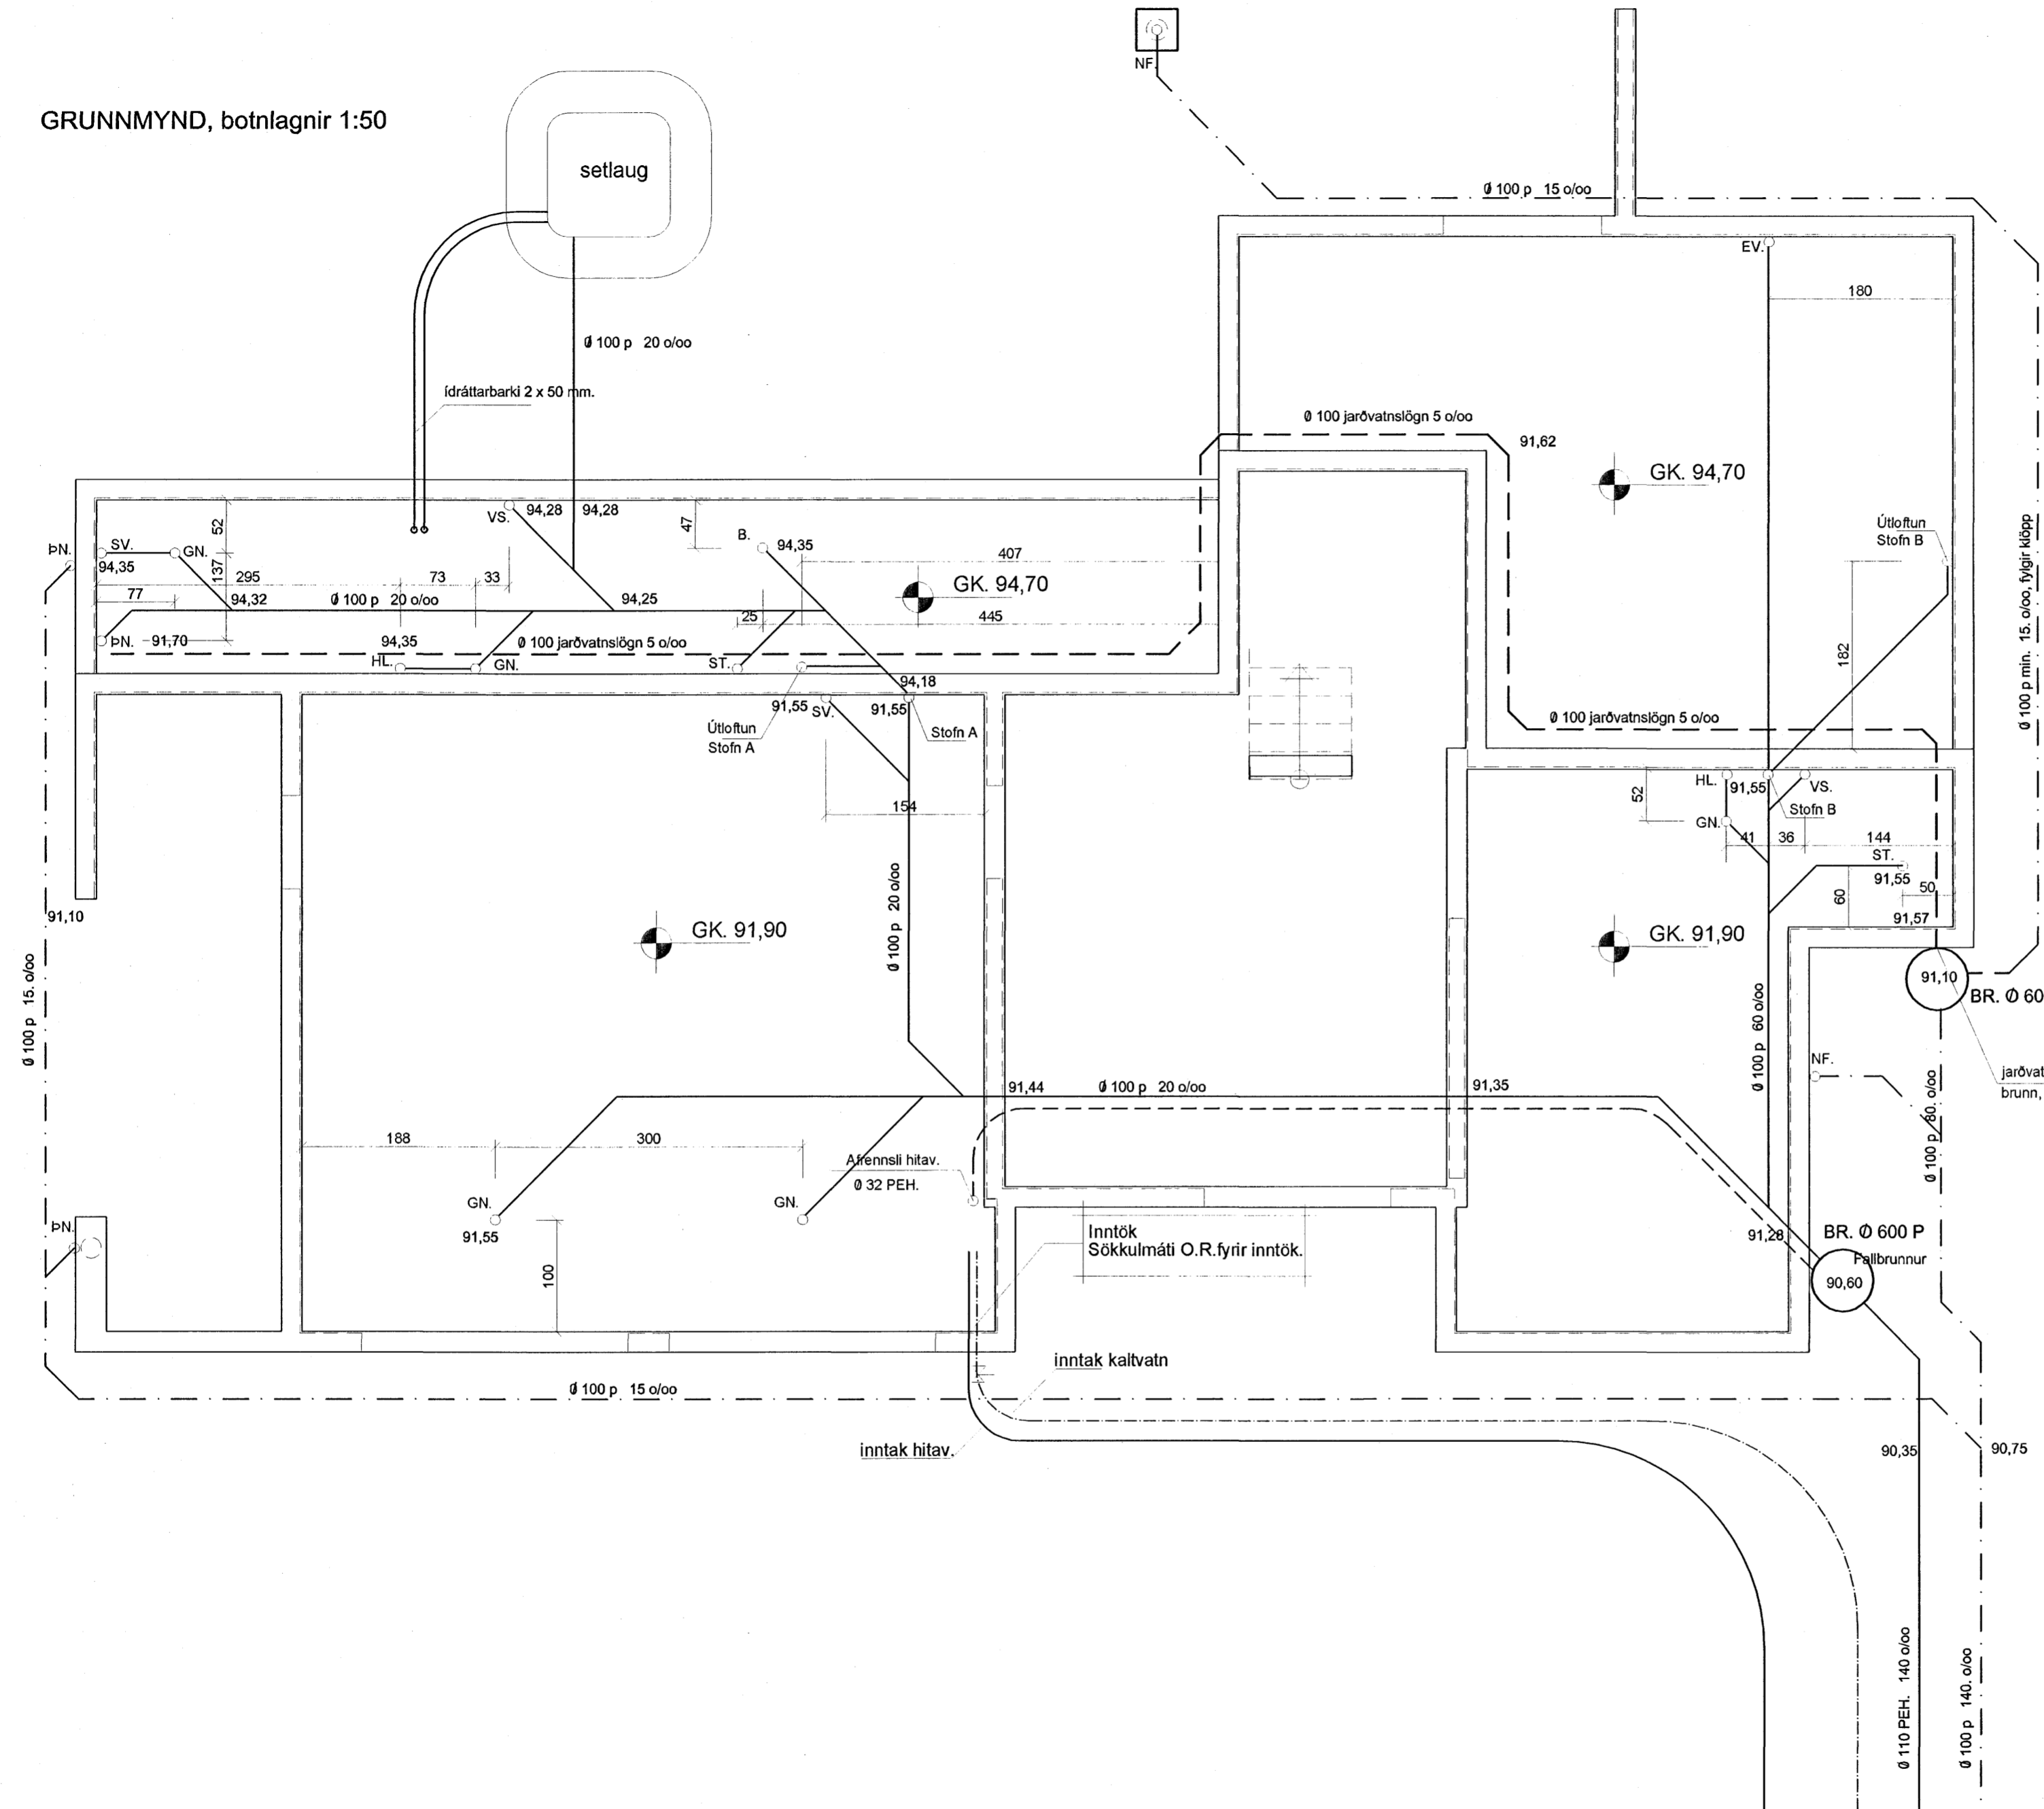 NF.
GRUNNMYND, botnlagnir 1:50
setlaug
Ø 100 p 15 o/oo
EV.
180
Ø 100 p 20 o/oo
ídráttarbarki 2 x 50 mm.
Ø 100 jarðvatnslögn 5 o/oo
91,62
GK. 94,70
Útloftun
Stofn B
Ø 100 p min. 15. o/oo, fylgir klöpp
VS.
94,28
94,28
52
47
B.
94,35
407
ÞN.
SV.
GN.
94,35
137
295
73
33
GK. 94,70
77
94,32
Ø 100 p 20 o/oo
94,25
25
445
182
ÞN.
91,70
94,35
Ø 100 jarðvatnslögn 5 o/oo
HL.
GN.
ST.
94,18
91,55
SV.
91,55
Útloftun
Stofn A
Stofn A
Ø 100 jarðvatnslögn 5 o/oo
HL.
91,55
VS.
52
154
Stofn B
GN.
41
36
144
ST.
91,55
50
60
91,10
91,57
GK. 91,90
Ø 100 p 20 o/oo
GK. 91,90
91,10
BR. Ø 60
Ø 100 p 15. o/oo
Ø 100 p 60 o/oo
NF.
jarðvat
brunn,
91,44
Ø 100 p 20 o/oo
91,35
Ø 100 p 80. o/oo
188
300
Afrennsli hitav.
Ø 32 PEH.
GN.
GN.
91,55
ÞN.
Inntök
Sökkulmáti O.R.fyrir inntök.
91,28
BR. Ø 600 P
Fallbrunnur
90,60
100
inntak kaltvatn
Ø 100 p 15 o/oo
inntak hitav.
90,35
90,75
Ø 110 PEH. 140 o/oo
Ø 100 p 140. o/oo